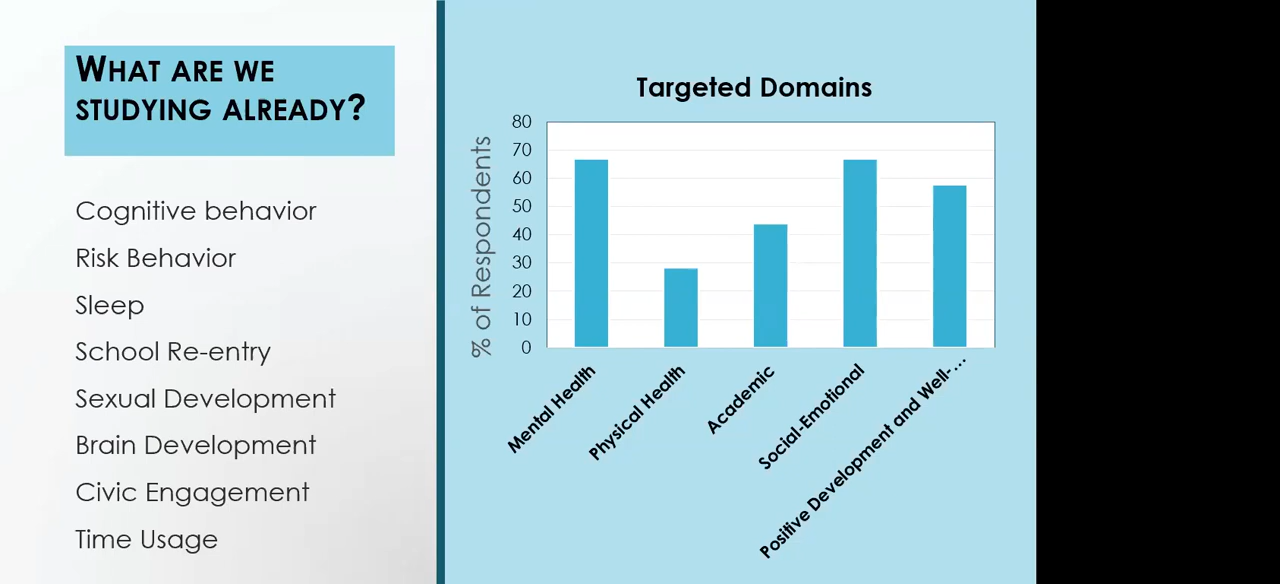 WHAT ARE WE
STUDYING ALREADY?
Cognitive behavior
Risk Behavior
Sleep
School Re-entry
Sexual Development
Brain Development
Civic Engagement
Time Usage
Targeted Domains
% of Respondents
80
70
60
50
40
30
20
10
0
Mental Health
Physical Health
Academic
Social-Emotional
Positive Development and Well-…